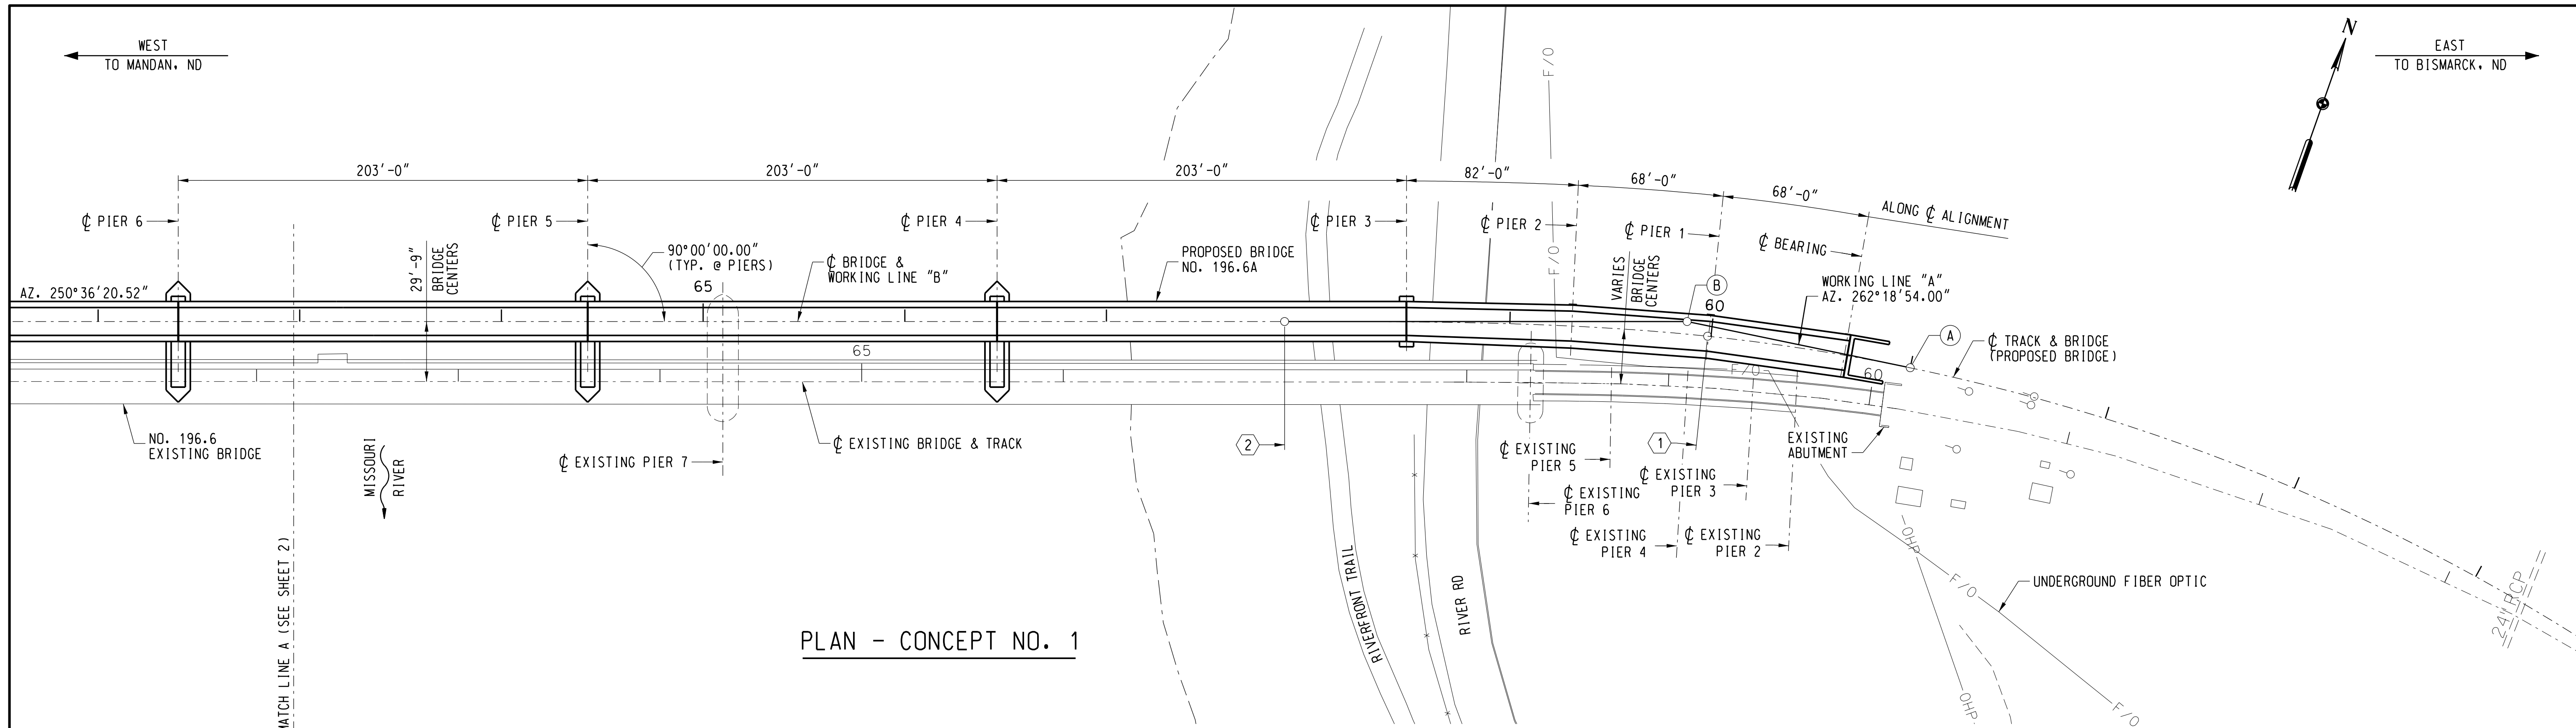 WEST
TO MANDAN, ND
N
EAST
TO BISMARCK, ND
203'-0"
203'-0"
203'-0"
82'-0"
68'-0"
68'-0"
ALONG ℄ ALIGNMENT
℄ PIER 6
℄ PIER 5
℄ PIER 4
℄ PIER 3
℄ PIER 2
℄ PIER 1
℄ BEARING
29'-9"
BRIDGE
CENTERS
90°00'00.00"
(TYP. @ PIERS)
℄ BRIDGE &
WORKING LINE "B"
PROPOSED BRIDGE
NO. 196.6A
VARIES
BRIDGE
CENTERS
WORKING LINE "A"
AZ. 262°18'54.00"
AZ. 250°36'20.52"
65
65
60
60
B
A
℄ TRACK & BRIDGE
(PROPOSED BRIDGE)
F/O
F/O
F/O
NO. 196.6
EXISTING BRIDGE
MISSOURI
RIVER
℄ EXISTING PIER 7
℄ EXISTING BRIDGE & TRACK
2
1
℄ EXISTING
PIER 5
℄ EXISTING
PIER 3
℄ EXISTING
PIER 6
℄ EXISTING
PIER 4
℄ EXISTING
PIER 2
EXISTING
ABUTMENT
OHP
OHP
F/O
F/O
UNDERGROUND FIBER OPTIC
24" RCP
MATCH LINE A (SEE SHEET 2)
RIVERFRONT TRAIL
RIVER RD
PLAN - CONCEPT NO. 1